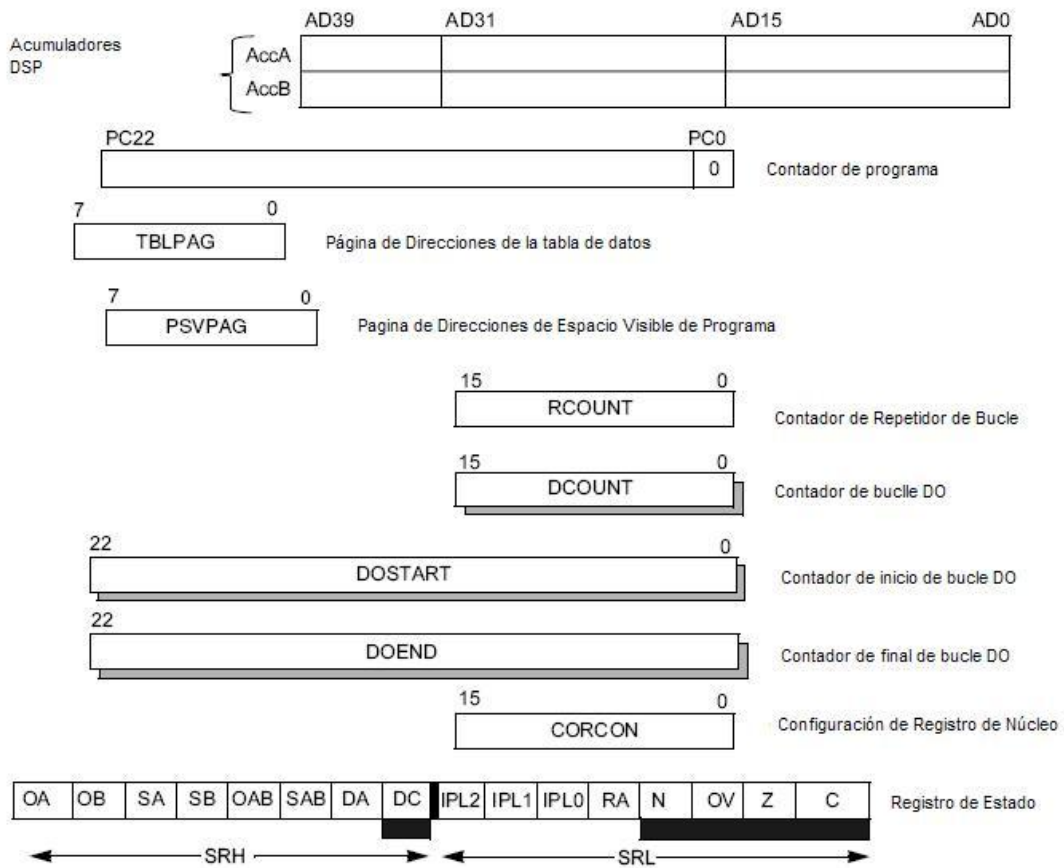 AD39 AD31 AD15 AD0
Acumuladores
DSP
AccA
AccB
PC22 PC0
0 Contador de programa
7 0
TBLPAG Página de Direcciones de la tabla de datos
7 0
PSVPAG Pagina de Direcciones de Espacio Visible de Programa
15 0
RCOUNT Contador de Repetidor de Bucle
15 0
DCOUNT Contador de buclle DO
22 0
DOSTART Contador de inicio de bucle DO
22
DOEND Contador de final de bucle DO
15 0
CORCON Configuración de Registro de Núcleo
OA OB SA SB OAB SAB DA DC IPL2 IPL1 IPL0 RA N OV Z C Registro de Estado
SRH SRL